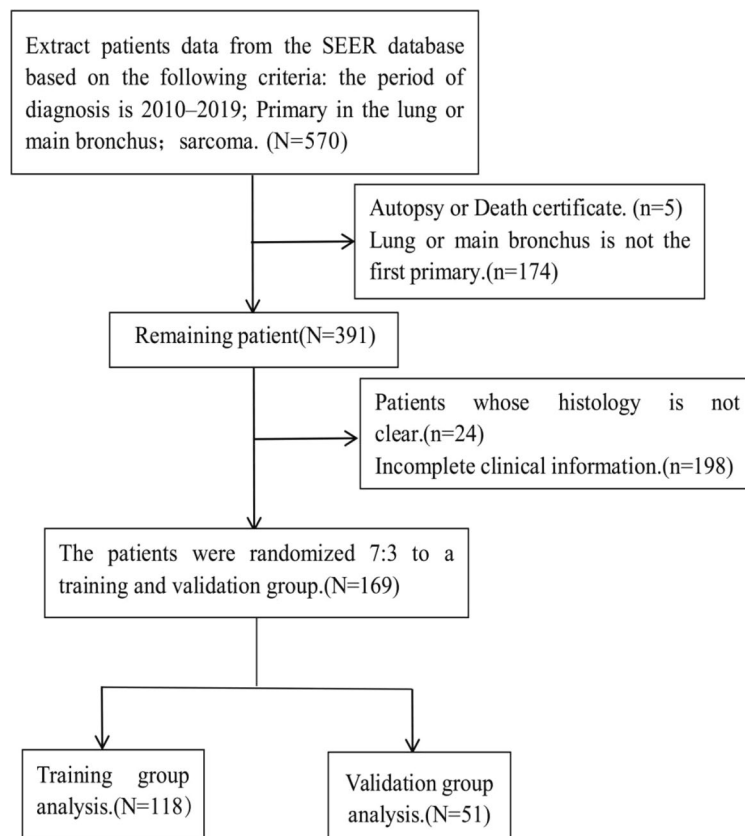 Extract patients data from the SEER database
based on the following criteria: the period of
diagnosis is 2010–2019; Primary in the lung or
main bronchus；sarcoma. (N=570)
Autopsy or Death certificate. (n=5)
Lung or main bronchus is not the
first primary.(n=174)
Remaining patient(N=391)
Patients whose histology is not
clear.(n=24)
Incomplete clinical information.(n=198)
The patients were randomized 7:3 to a
training and validation group.(N=169)
Training group
analysis.(N=118）
Validation group
analysis.(N=51)